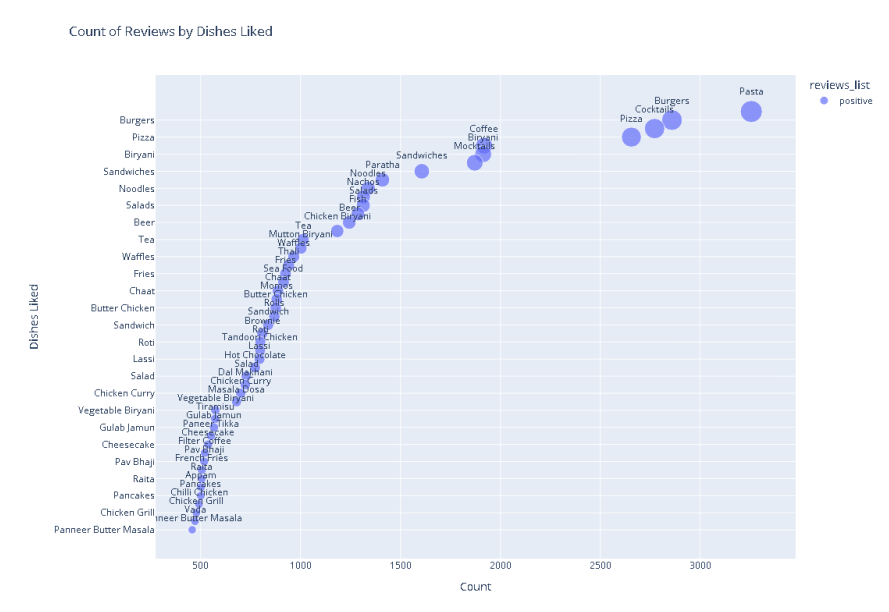 Count of Reviews by Dishes Liked
reviews_list
positive
Pasta
Burgers
Cocktails
Pizza
Coffee
Biryani
Mocktails
Sandwiches
Paratha
Noodles
Nachos
Salads
Fish
Beer
Chicken Biryani
Tea
Mutton Biryani
Waffles
Thali
Fries
Sea Food
Chaat
Momos
Butter Chicken
Rolls
Sandwich
Brownie
Roti
Tandoori Chicken
Lassi
Hot Chocolate
Salad
Dal Makhani
Chicken Curry
Masala Dosa
Vegetable Biryani
Tiramisu
Gulab Jamun
Paneer Tikka
Cheesecake
Filter Coffee
Pav Bhaji
French Fries
Raita
Appam
Pancakes
Chilli Chicken
Chicken Grill
Vada
nneer Butter Masala
Burgers
Pizza
Biryani
Sandwiches
Noodles
Salads
Beer
Tea
Waffles
Fries
Chaat
Butter Chicken
Sandwich
Roti
Lassi
Salad
Chicken Curry
Vegetable Biryani
Gulab Jamun
Cheesecake
Pav Bhaji
Raita
Pancakes
Chicken Grill
Panneer Butter Masala
Dishes Liked
500 1000 1500 2000 2500 3000
Count